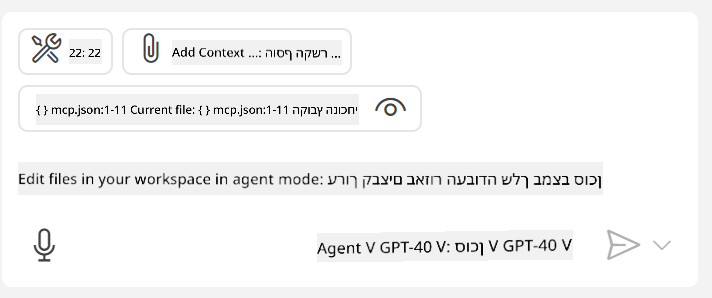 22: 22
Add Context ...: הוסף הקשר ...
{ } mcp.json:1-11 Current file: { } mcp.json:1-11 הקובץ הנוכחי
Edit files in your workspace in agent mode: ערוך קבצים באזור העבודה שלך במצב סוכן
Agent V GPT-40 V: סוכן V GPT-40 V